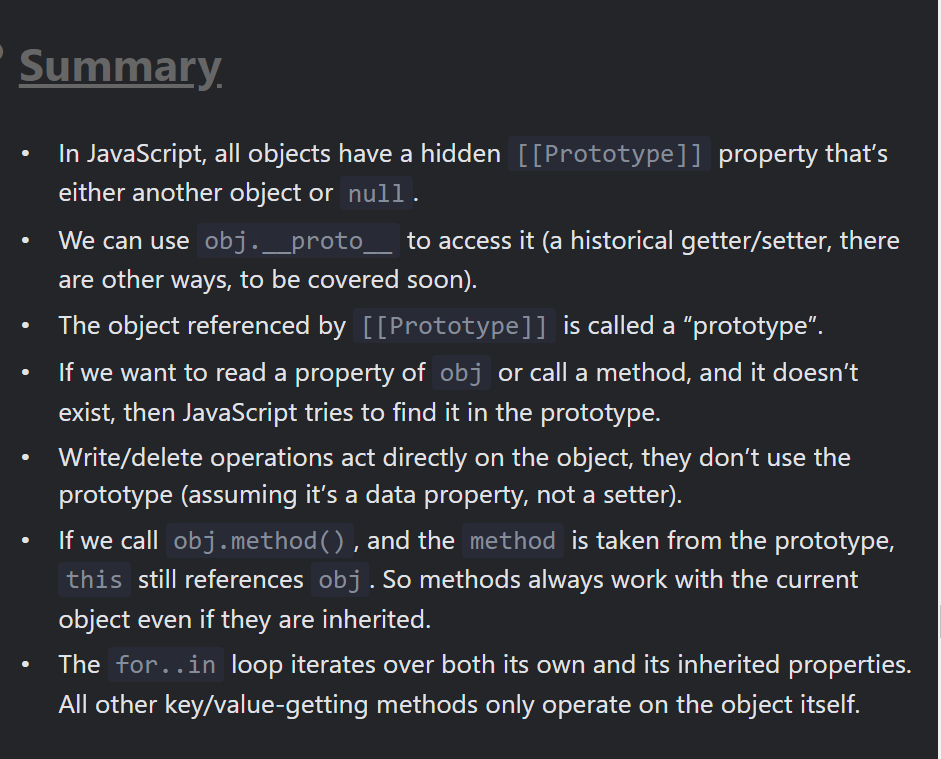 Summary
• In JavaScript, all objects have a hidden [[Prototype]] property that’s
either another object or null.
• We can use obj.__proto__ to access it (a historical getter/setter, there
are other ways, to be covered soon).
• The object referenced by [[Prototype]] is called a “prototype”.
• If we want to read a property of obj or call a method, and it doesn’t
exist, then JavaScript tries to find it in the prototype.
• Write/delete operations act directly on the object, they don’t use the
prototype (assuming it’s a data property, not a setter).
• If we call obj.method(), and the method is taken from the prototype,
this still references obj. So methods always work with the current
object even if they are inherited.
• The for..in loop iterates over both its own and its inherited properties.
All other key/value-getting methods only operate on the object itself.